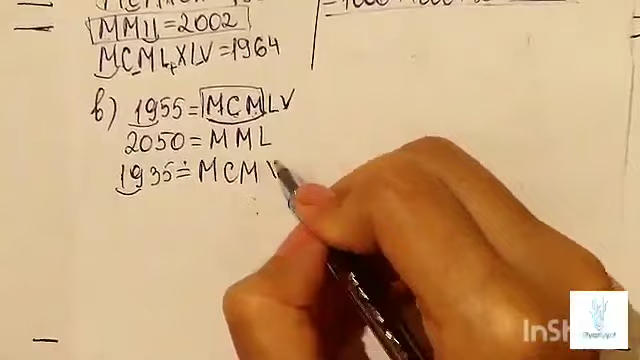 MMII = 2002
MCMLXIV = 1964
в) 1955 = MCMLV
2050 = MML
1935 = MCM
InSh